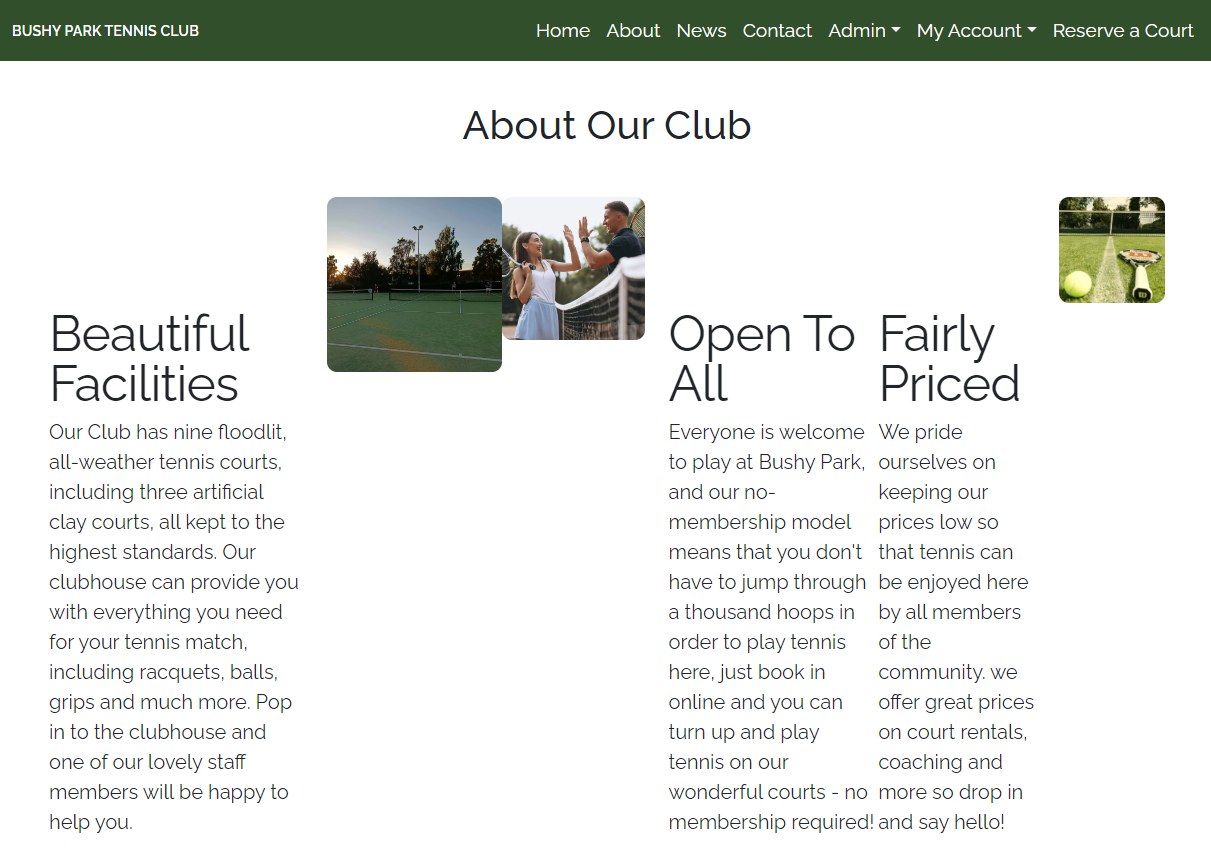 BUSHY PARK TENNIS CLUB
Home About News Contact Admin My Account Reserve a Court
About Our Club
Beautiful
Facilities
Our Club has nine floodlit,
all-weather tennis courts,
including three artificial
clay courts, all kept to the
highest standards. Our
clubhouse can provide you
with everything you need
for your tennis match,
including racquets, balls,
grips and much more. Pop
in to the clubhouse and
one of our lovely staff
members will be happy to
help you.
Open To
All
Everyone is welcome
to play at Bushy Park,
and our no-
membership model
means that you don't
have to jump through
a thousand hoops in
order to play tennis
here, just book in
online and you can
turn up and play
tennis on our
wonderful courts - no
membership required!
Fairly
Priced
We pride
ourselves on
keeping our
prices low so
that tennis can
be enjoyed here
by all members
of the
community. we
offer great prices
on court rentals,
coaching and
more so drop in
and say hello!